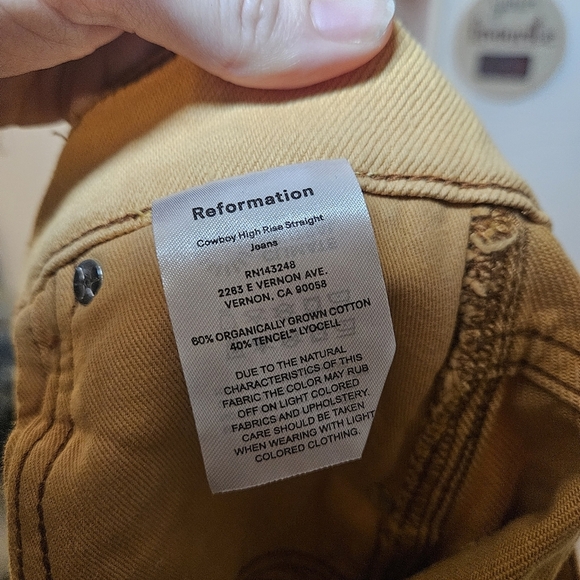 Reformation
Cowboy High Rise Straight
Jeans
RN143248
2263 E VERNON AVE.
VERNON, CA 90058
60% ORGANICALLY GROWN COTTON
40% TENCEL™ LYOCELL
DUE TO THE NATURAL
CHARACTERISTICS OF THIS
FABRIC THE COLOR MAY RUB
OFF ON LIGHT COLORED
FABRICS AND UPHOLSTERY.
CARE SHOULD BE TAKEN
WHEN WEARING WITH LIGHT
COLORED CLOTHING.